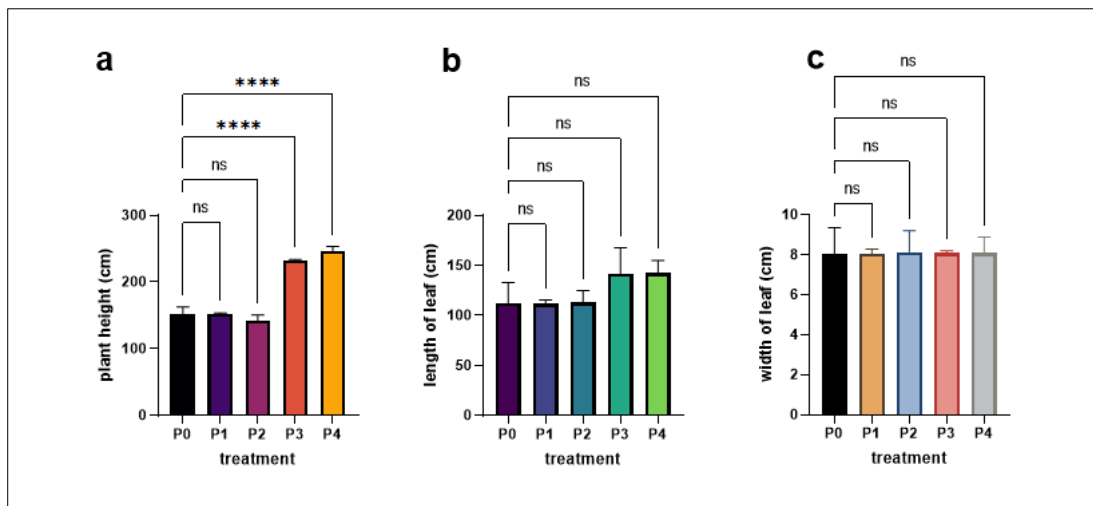 a
****
****
ns
ns
300
200
100
0
plant height (cm)
P0 P1 P2 P3 P4
treatment
b
ns
ns
ns
ns
200
150
100
50
0
length of leaf (cm)
P0 P1 P2 P3 P4
treatment
c
ns
ns
ns
ns
10
8
6
4
2
0
width of leaf (cm)
P0 P1 P2 P3 P4
treatment